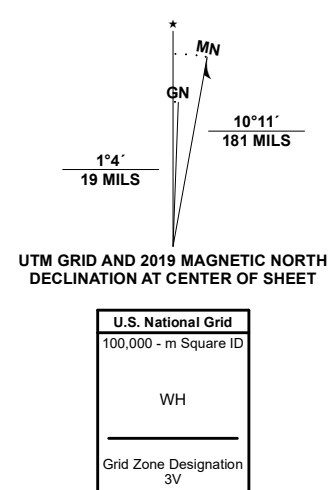 ★
MN
GN
10°11´
181 MILS
1°4´
19 MILS
UTM GRID AND 2019 MAGNETIC NORTH
DECLINATION AT CENTER OF SHEET
U.S. National Grid
100,000 - m Square ID
WH
Grid Zone Designation
3V